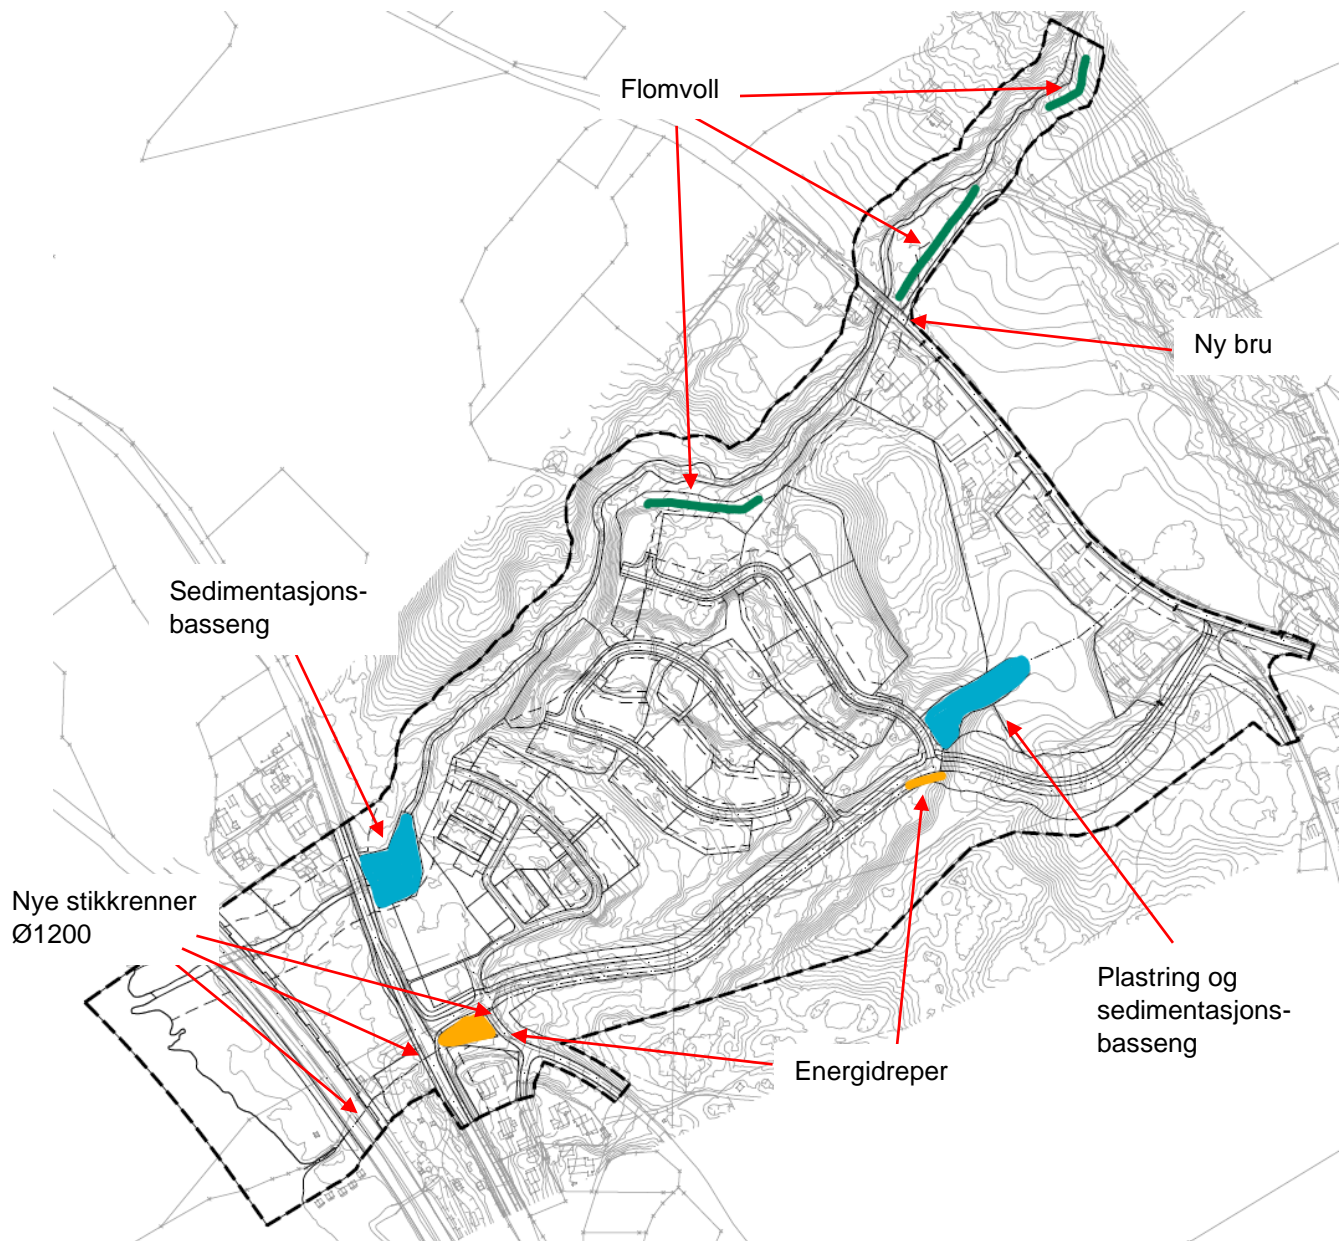 Flomvoll
Ny bru
Sedimentasjons-
basseng
Nye stikkrenner
Ø1200
Plastring og
sedimentasjons-
basseng
Energidreper